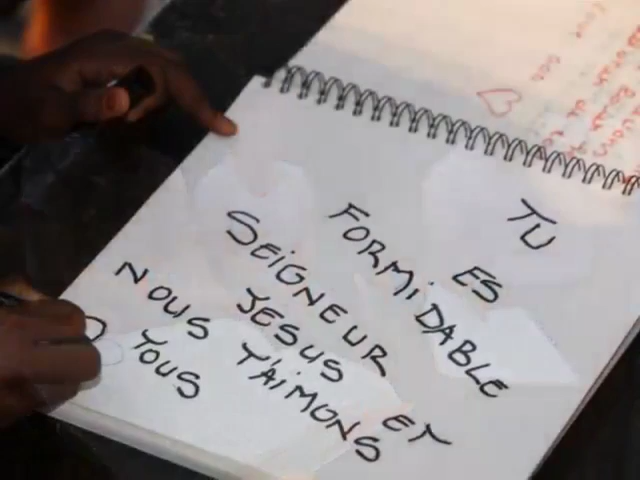 TU
ES
FORMiDABLE
SEiGNEUR
JESUS ET
NOUS T'AiMONS
TOUS